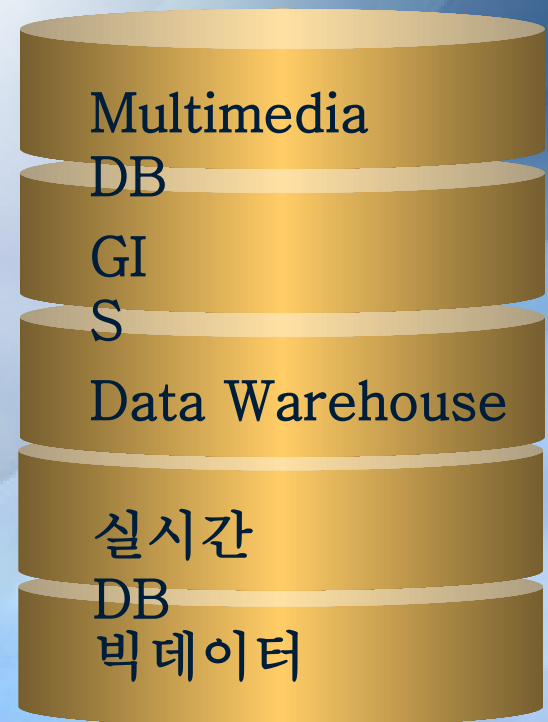 Multimedia
DB
GI
S
Data Warehouse
실시간
DB
빅데이터